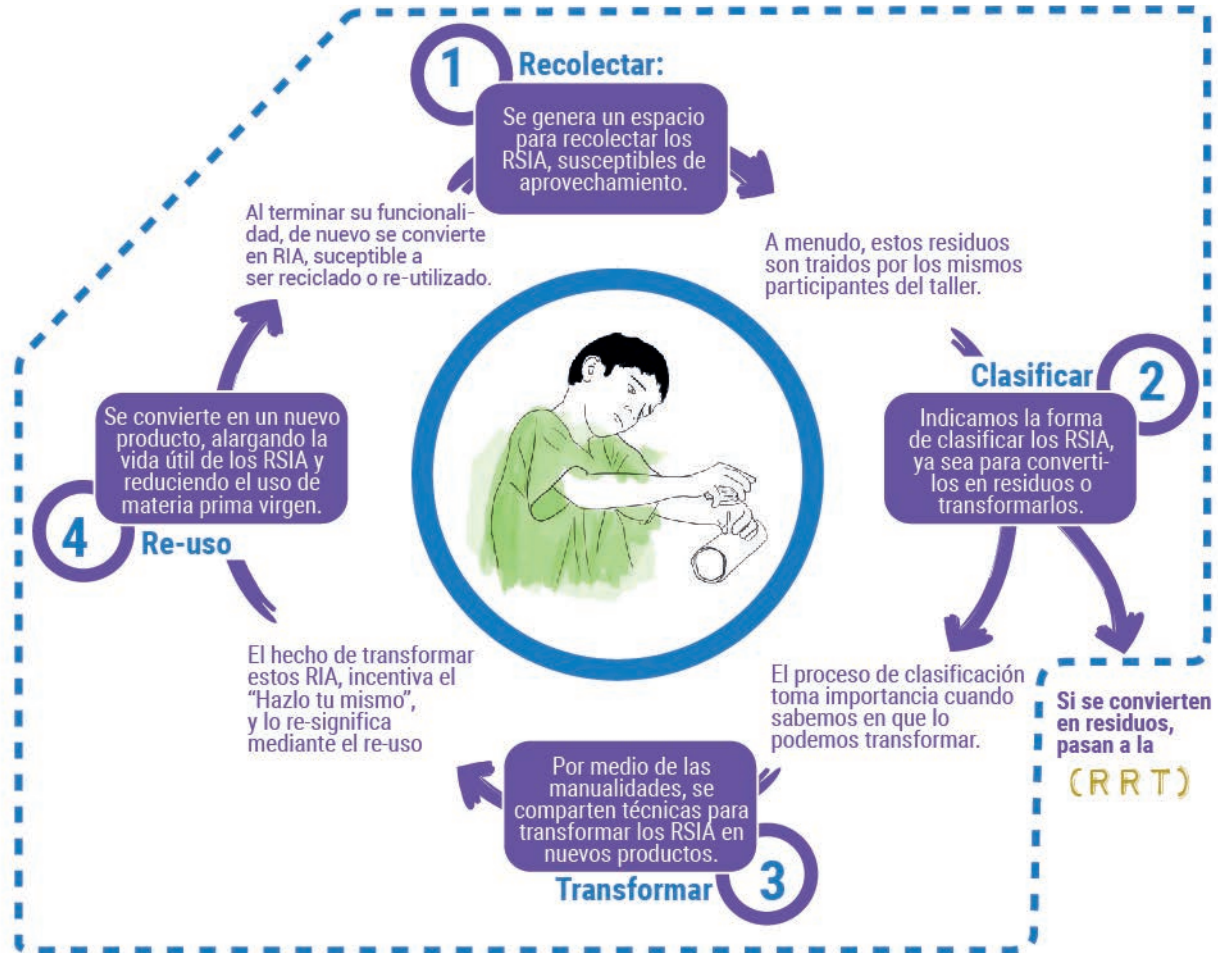 1
Recolectar:
Se genera un espacio
para recolectar los
RSIA, susceptibles de
aprovechamiento.
A menudo, estos residuos
son traidos por los mismos
participantes del taller.
Clasificar
2
Indicamos la forma
de clasificar los RSIA,
ya sea para converti-
los en residuos o
transformarlos.
Si se convierten
en residuos,
pasan a la
(RRT)
El proceso de clasificación
toma importancia cuando
sabemos en que lo
podemos transformar.
Por medio de las
manualidades, se
comparten técnicas para
transformar los RSIA en
nuevos productos.
Transformar
3
El hecho de transformar
estos RIA, incentiva el
“Hazlo tu mismo”,
y lo re-significa
mediante el re-uso
Se convierte en un nuevo
producto, alargando la
vida útil de los RSIA y
reduciendo el uso de
materia prima virgen.
4
Re-uso
Al terminar su funcionali-
dad, de nuevo se convierte
en RIA, suceptible a
ser reciclado o re-utilizado.